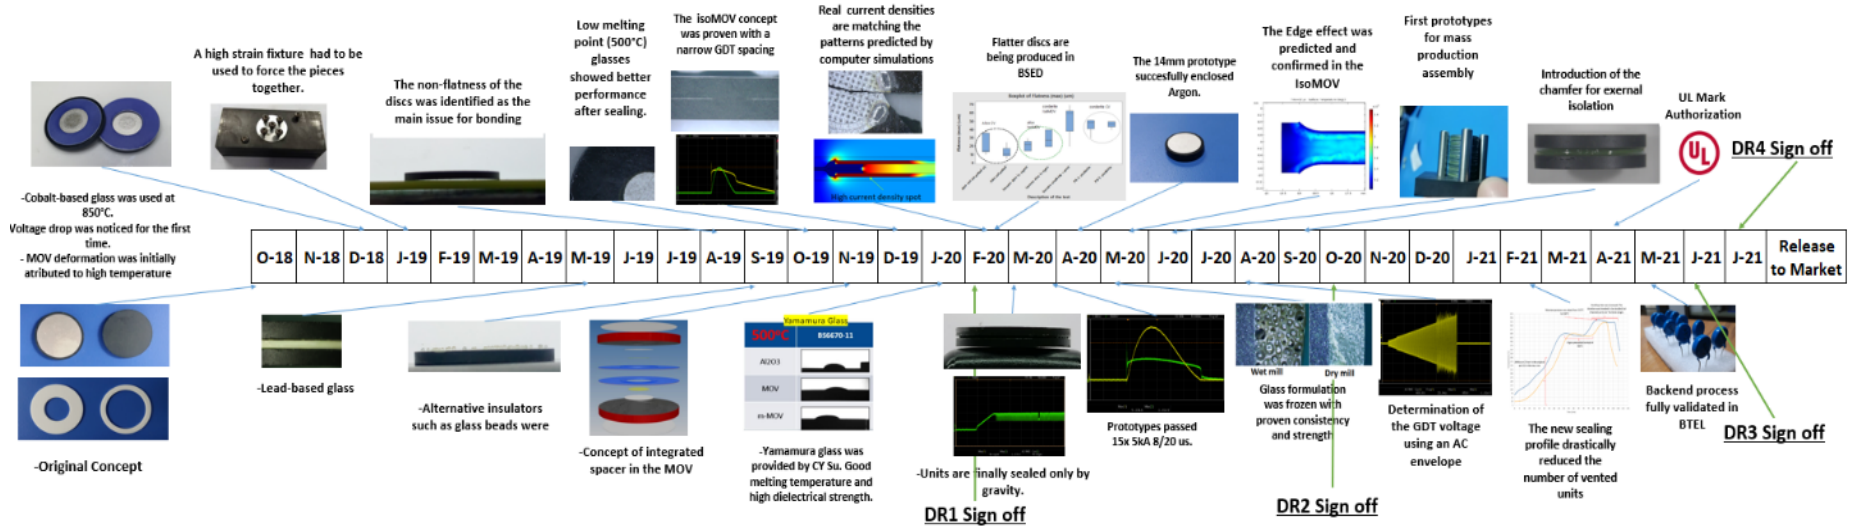 A high strain fixture had to be
used to force the pieces
together.
The non-flatness of the
discs was identified as the
main issue for bonding
Low melting
point (500°C)
glasses
showed better
performance
after sealing.
The isoMOV concept
was proven with a
narrow GDT spacing
Real current densities
are matching the
patterns predicted by
computer simulations
High current density spot
Flatter discs are
being produced in
BSED
The 14mm prototype
succesfully enclosed
Argon.
The Edge effect was
predicted and
confirmed in the
IsoMOV
First prototypes
for mass
production
assembly
Introduction of the
chamfer for exernal
isolation
UL Mark
Authorization
UL
DR4 Sign off
-Cobalt-based glass was used at
850°C.
Voltage drop was noticed for the first
time.
- MOV deformation was initially
atributed to high temperature
O-18 N-18 D-18 J-19 F-19 M-19 A-19 M-19 J-19 J-19 A-19 S-19 O-19 N-19 D-19 J-20 F-20 M-20 A-20 M-20 J-20 J-20 A-20 S-20 O-20 N-20 D-20 J-21 F-21 M-21 A-21 M-21 J-21 J-21 Release
to Market
-Original Concept
-Lead-based glass
-Alternative insulators
such as glass beads were
-Concept of integrated
spacer in the MOV
Yamamura Glass
500°C BS6670-11
Al2O3
MOV
m-MOV
-Yamamura glass was
provided by CY Su. Good
melting temperature and
high dielectrical strength.
-Units are finally sealed only by
gravity.
DR1 Sign off
Prototypes passed
15x 5kA 8/20 us.
Wet mill Dry mill
Glass formulation
was frozen with
proven consistency
and strength
DR2 Sign off
Determination of
the GDT voltage
using an AC
envelope
The new sealing
profile drastically
reduced the
number of vented
units
Backend process
fully validated in
BTEL
DR3 Sign off